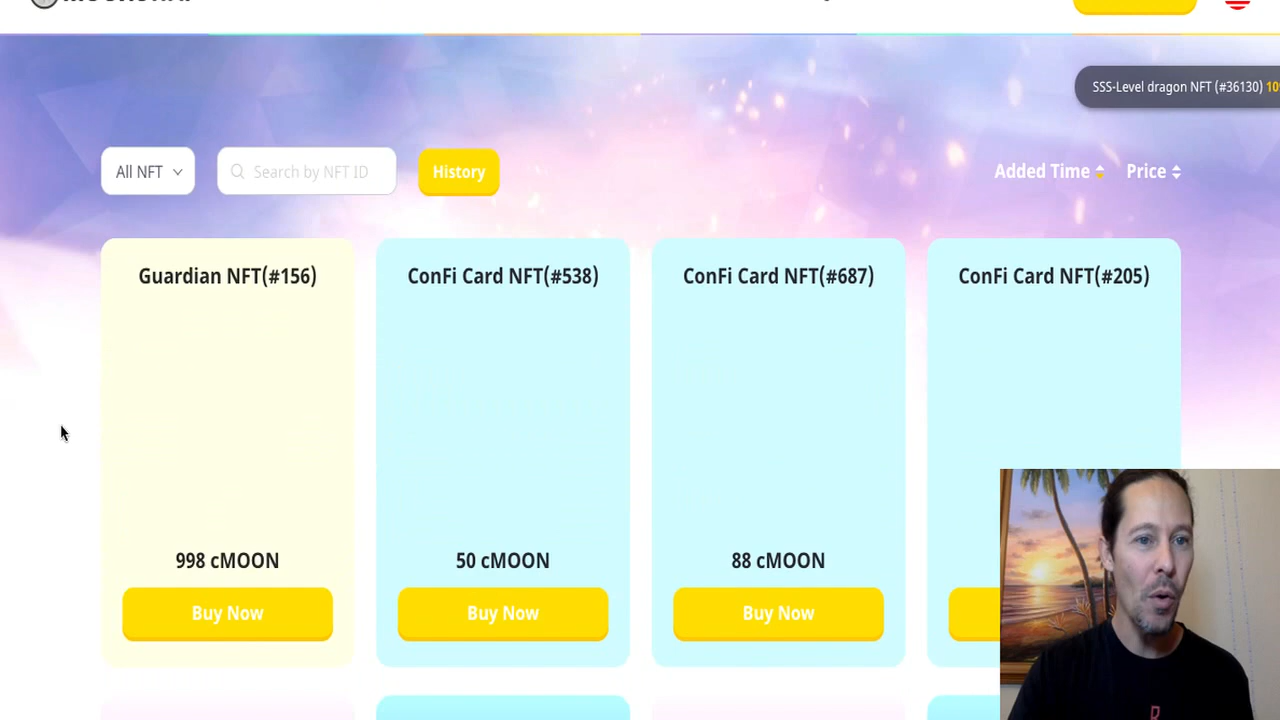 SSS-Level dragon NFT (#36130)
All NFT
Search by NFT ID
History
Added Time
Price
Guardian NFT(#156)
ConFi Card NFT(#538)
ConFi Card NFT(#687)
ConFi Card NFT(#205)
998 cMOON
50 cMOON
88 cMOON
Buy Now
Buy Now
Buy Now